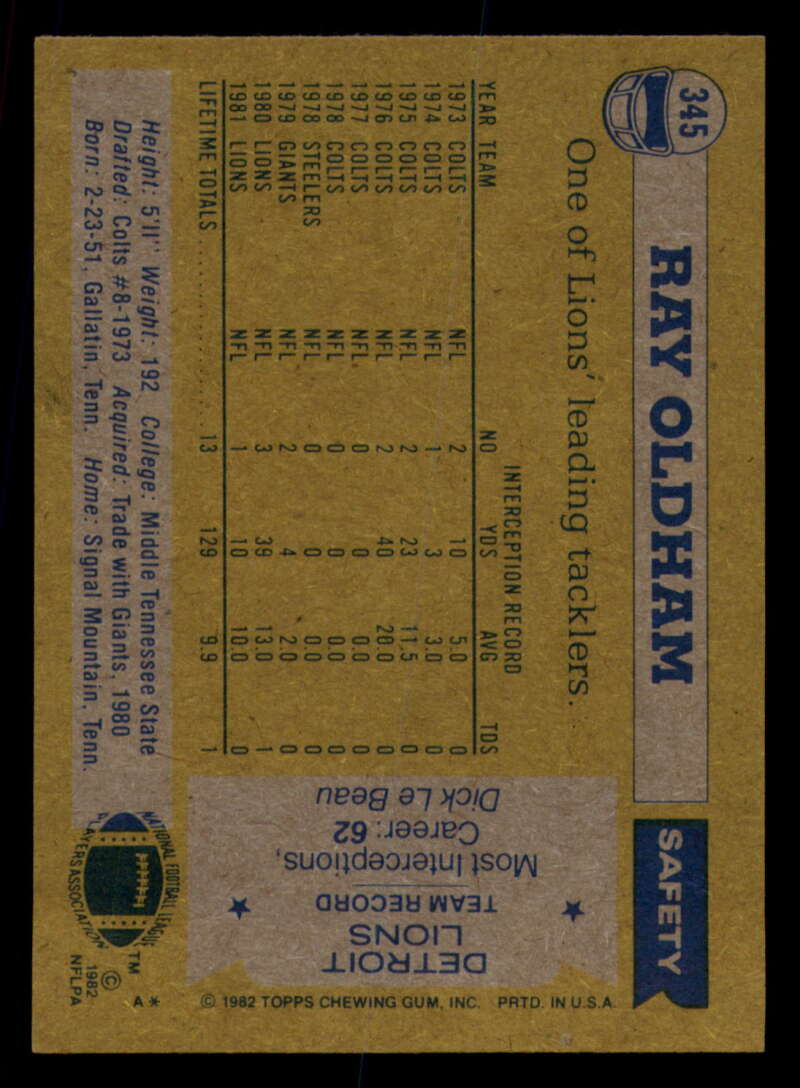 345
RAY OLDHAM
SAFETY
One of Lions' leading tacklers.
INTERCEPTION RECORD
YEAR TEAM NO YDS AVG TDS
1973 COLTS NFL 2 10 5.0 0
1974 COLTS NFL 1 3 3.0 0
1975 COLTS NFL 2 23 11.5 0
1976 COLTS NFL 2 40 20.0 0
1977 COLTS NFL 0 0 0.0 0
1978 COLTS NFL 0 0 0.0 0
1978 STEELERS NFL 0 0 0.0 0
1979 GIANTS NFL 2 4 2.0 0
1980 LIONS NFL 3 39 13.0 1
1981 LIONS NFL 1 10 10.0 0
LIFETIME TOTALS 13 129 9.9 1
Height: 5'11" Weight: 192 College: Middle Tennessee State
Drafted: Colts #8-1973 Acquired: Trade with Giants, 1980
Born: 2-23-51, Gallatin, Tenn. Home: Signal Mountain, Tenn.
DETROIT
LIONS
TEAM RECORD
Most Interceptions,
Career: 62
Dick Le Beau
NATIONAL FOOTBALL LEAGUE
PLAYERS ASSOCIATION
TM
©
1982
NFLPA
A*
© 1982 TOPPS CHEWING GUM, INC. PRTD. IN U.S.A.